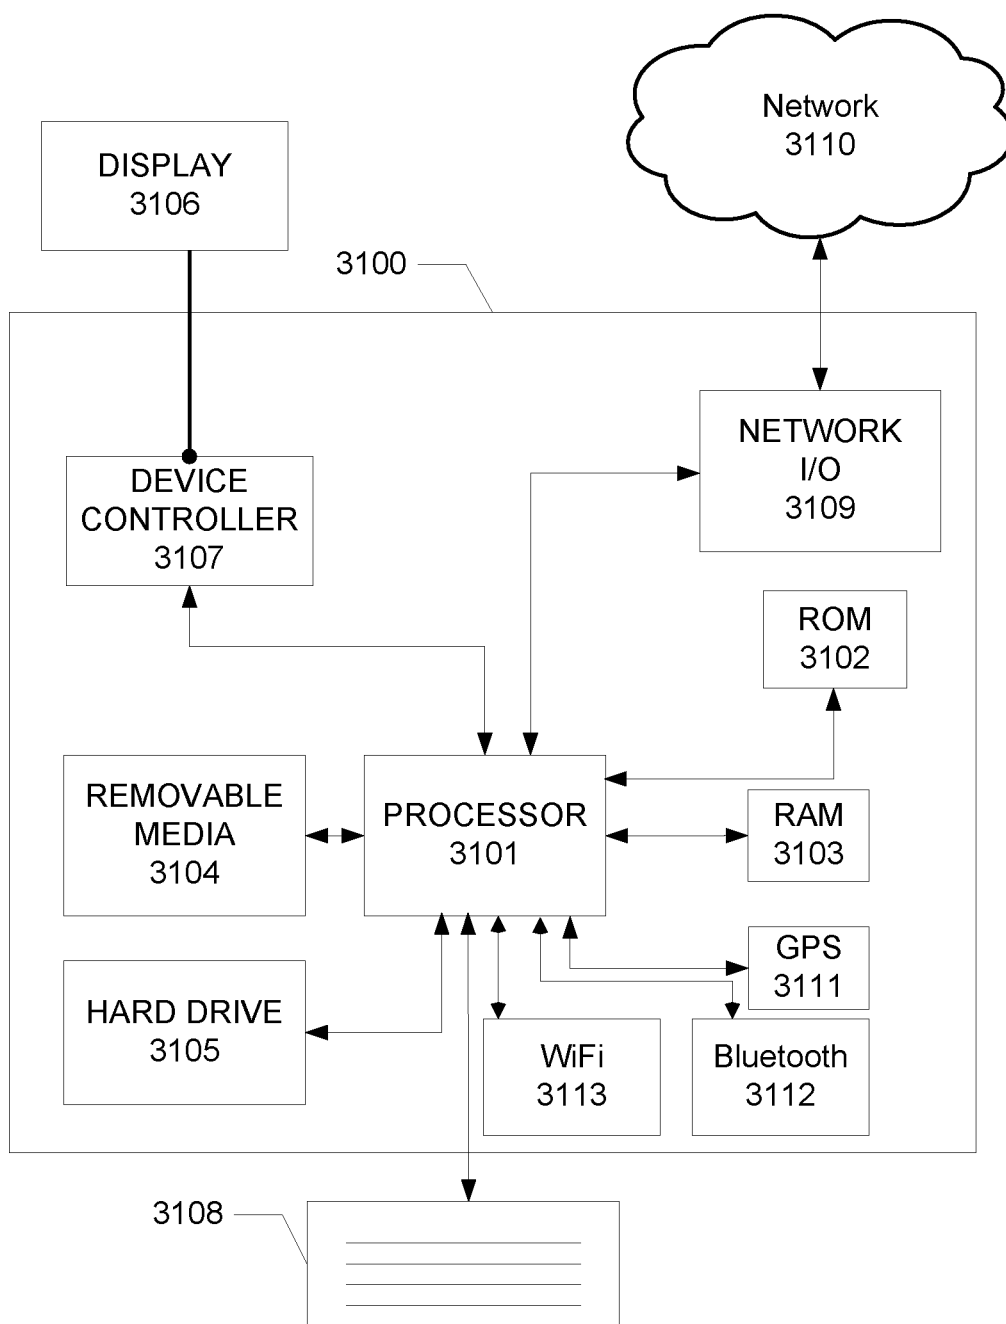 Network
3110
DISPLAY
3106
3100
NETWORK
I/O
3109
DEVICE
CONTROLLER
3107
ROM
3102
REMOVABLE
MEDIA
3104
PROCESSOR
3101
RAM
3103
GPS
3111
HARD DRIVE
3105
WiFi
3113
Bluetooth
3112
3108